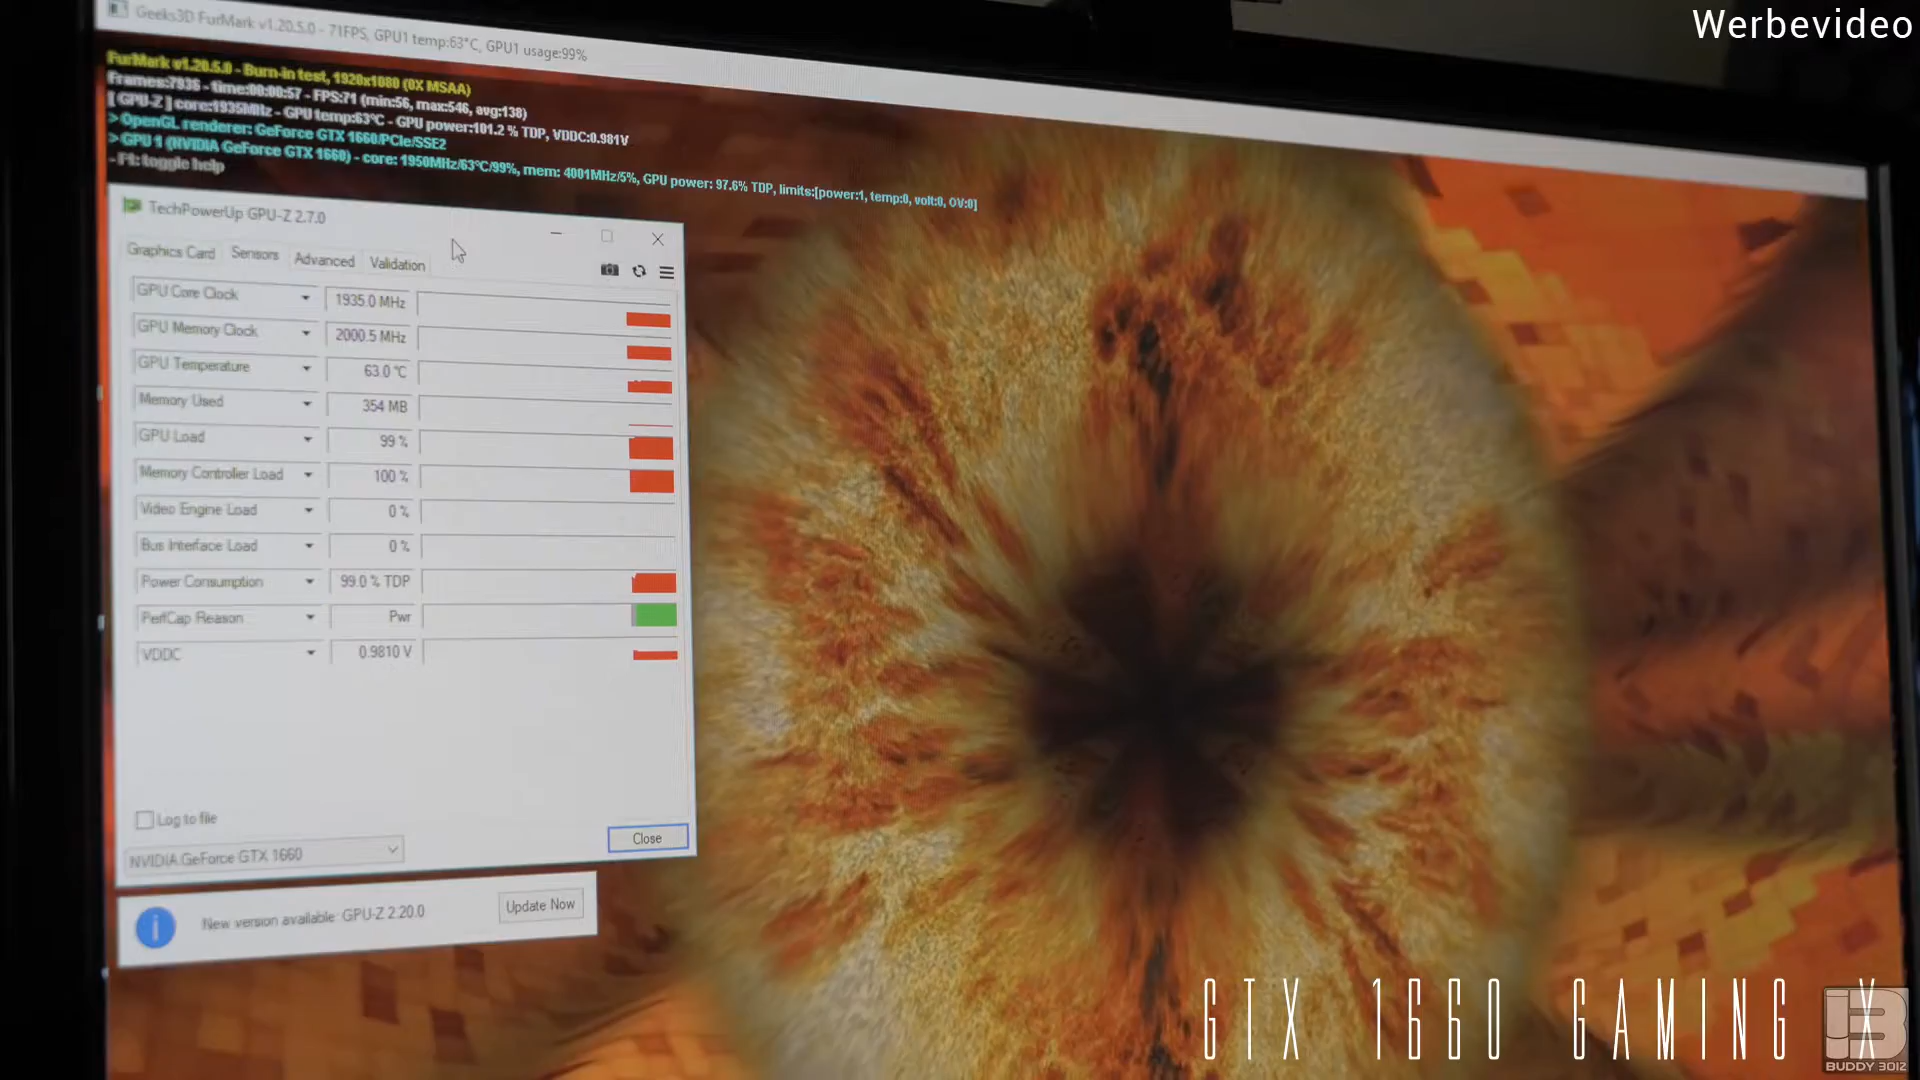 Werbevideo
Geeks3D FurMark v1.20.5.0 - 71FPS, GPU1 temp:63°C, GPU1 usage:99%
FurMark v1.20.5.0 - Burn-in test, 1920x1080 (0X MSAA)
Frames:7936 - time:00:00:57 - FPS:71 (min:56, max:546, avg:138)
[ GPU-Z ] core:1935MHz - GPU temp:63°C - GPU power:101.2 % TDP, VDDC:0.981V
> OpenGL renderer: GeForce GTX 1660/PCIe/SSE2
> GPU 1 (NVIDIA GeForce GTX 1660) - core: 1950MHz/63°C/99%, mem: 4001MHz/5%, GPU power: 97.6% TDP, limits:[power:1, temp:0, volt:0, OV:0]
- F1: toggle help
TechPowerUp GPU-Z 2.7.0
Graphics Card Sensors Advanced Validation
GPU Core Clock 1935.0 MHz
GPU Memory Clock 2000.5 MHz
GPU Temperature 63.0 °C
Memory Used 354 MB
GPU Load 99 %
Memory Controller Load 100 %
Video Engine Load 0 %
Bus Interface Load 0 %
Power Consumption 99.0 % TDP
PerfCap Reason Pwr
VDDC 0.9810 V
Log to file
NVIDIA GeForce GTX 1660
Close
New version available: GPU-Z 2.20.0
Update Now
GTX 1660 GAMING X
B
BUDDY 3012